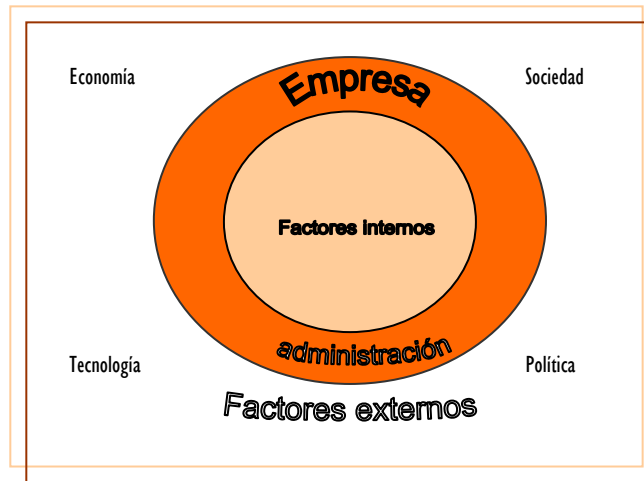 Economía
Empresa
Sociedad
Factores internos
Tecnología
administración
Política
Factores externos